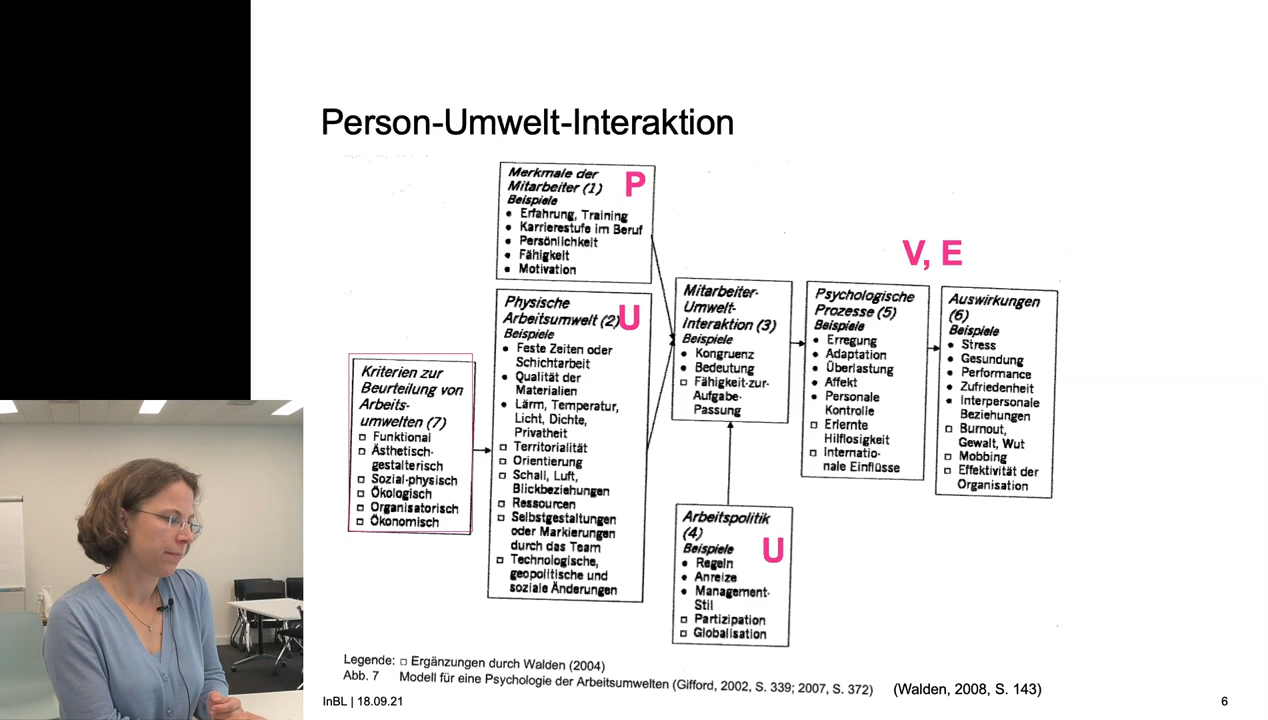 Person-Umwelt-Interaktion
Merkmale der
Mitarbeiter (1)
P
Beispiele
• Erfahrung, Training
• Karrierestufe im Beruf
• Persönlichkeit
• Fähigkeit
• Motivation
Physische
Arbeitsumwelt (2)
U
Beispiele
• Feste Zeiten oder
Schichtarbeit
• Qualität der
Materialien
• Lärm, Temperatur,
Licht, Dichte,
Privatheit
□ Territorialität
□ Orientierung
□ Schall, Luft,
Blickbeziehungen
□ Ressourcen
□ Selbstgestaltungen
oder Markierungen
durch das Team
□ Technologische,
geopolitische und
soziale Änderungen
Kriterien zur
Beurteilung von
Arbeits-
umwelten (7)
□ Funktional
□ Ästhetisch-
gestalterisch
□ Sozial-physisch
□ Ökologisch
□ Organisatorisch
□ Ökonomisch
Mitarbeiter-
Umwelt-
Interaktion (3)
Beispiele
• Kongruenz
• Bedeutung
□ Fähigkeit-zur-
Aufgabe-
Passung
Arbeitspolitik
(4)
Beispiele
U
• Regeln
• Anreize
• Management-
Stil
□ Partizipation
□ Globalisation
V, E
Psychologische
Prozesse (5)
Beispiele
• Erregung
• Adaptation
• Überlastung
• Affekt
• Personale
Kontrolle
□ Erlernte
Hilflosigkeit
□ Internatio-
nale Einflüsse
Auswirkungen
(6)
Beispiele
• Stress
• Gesundung
• Performance
• Zufriedenheit
• Interpersonale
Beziehungen
□ Burnout,
Gewalt, Wut
□ Mobbing
□ Effektivität der
Organisation
Legende: □ Ergänzungen durch Walden (2004)
Abb. 7 Modell für eine Psychologie der Arbeitsumwelten (Gifford, 2002, S. 339; 2007, S. 372)
(Walden, 2008, S. 143)
InBL | 18.09.21
6